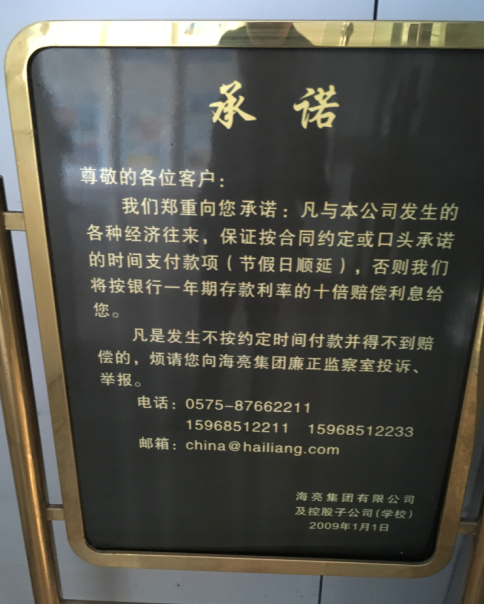 承诺
尊敬的各位客户：
我们郑重向您承诺：凡与本公司发生的
各种经济往来，保证按合同约定或口头承诺
的时间支付款项（节假日顺延），否则我们
将按银行一年期存款利率的十倍赔偿利息给
您。
凡是发生不按约定时间付款并得不到赔
偿的，烦请您向海亮集团廉正监察室投诉、
举报。
电话：0575-87662211
15968512211 15968512233
邮箱：china@hailiang.com
海亮集团有限公司
及控股子公司(学校)
2009年1月1日